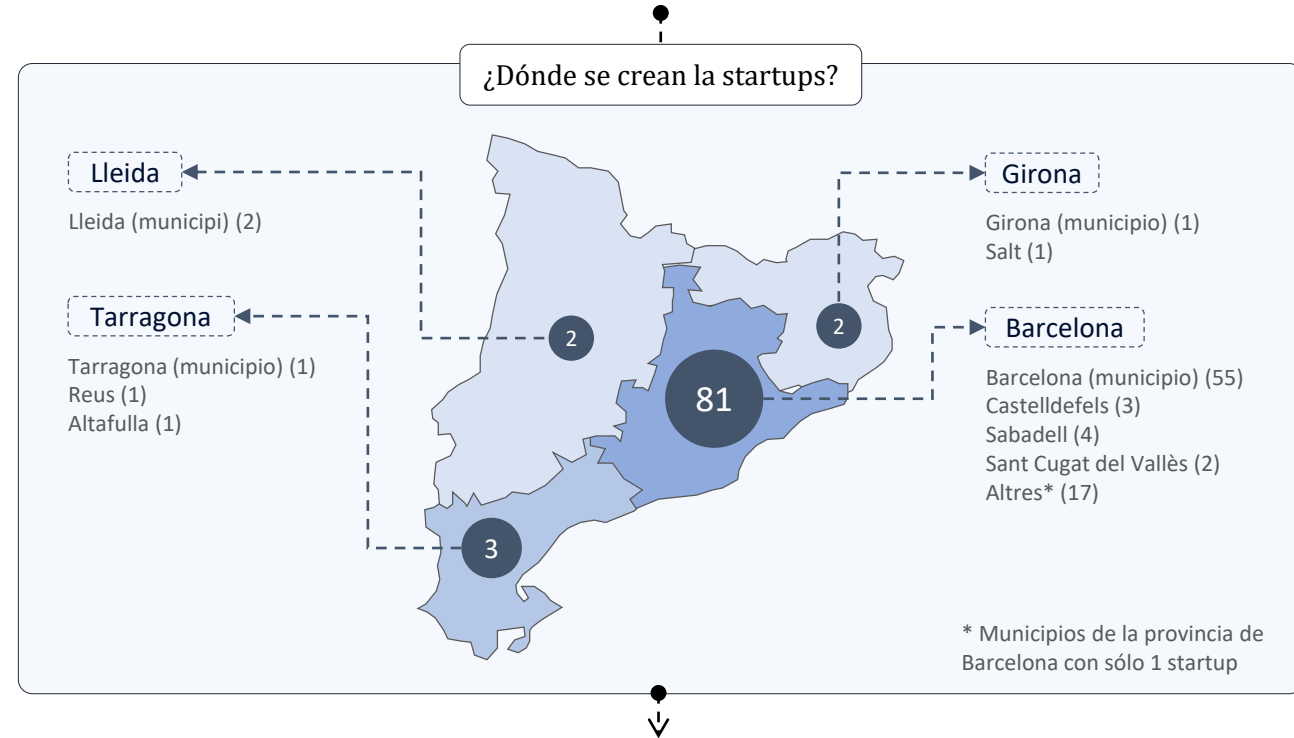 ¿Dónde se crean la startups?
Lleida
Lleida (municipi) (2)
Tarragona
Tarragona (municipio) (1)
Reus (1)
Altafulla (1)
2
3
81
2
Girona
Girona (municipio) (1)
Salt (1)
Barcelona
Barcelona (municipio) (55)
Castelldefels (3)
Sabadell (4)
Sant Cugat del Vallès (2)
Altres* (17)
* Municipios de la provincia de
Barcelona con sólo 1 startup